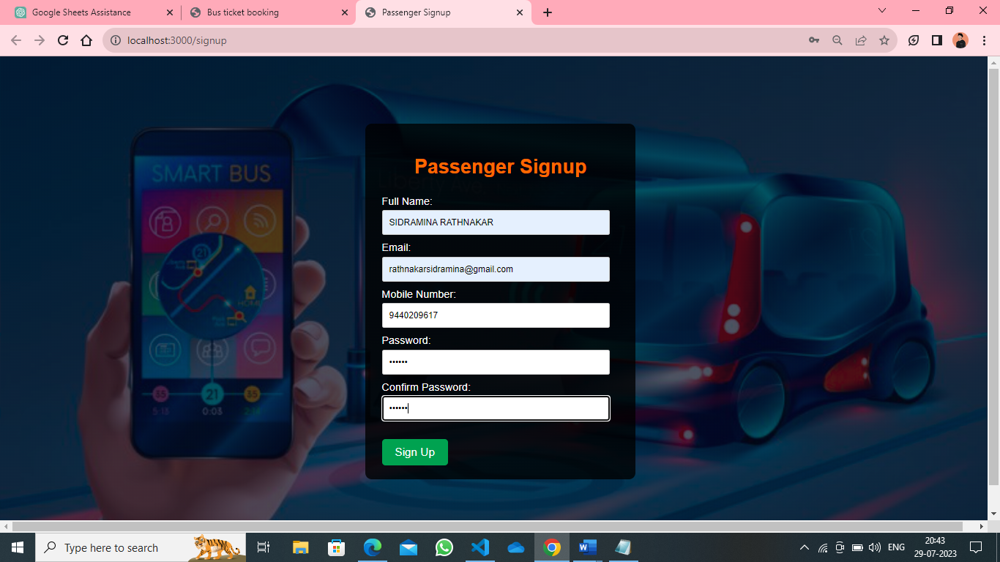 Google Sheets Assistance
Bus ticket booking
Passenger Signup
localhost:3000/signup
SMART BUS
21
HOME
35
21
35
5:13
0:03
2:14
Passenger Signup
Full Name:
SIDRAMINA RATHNAKAR
Email:
rathnakarsidramina@gmail.com
Mobile Number:
9440209617
Password:
••••••
Confirm Password:
••••••
Sign Up
Type here to search
ENG
20:43
29-07-2023